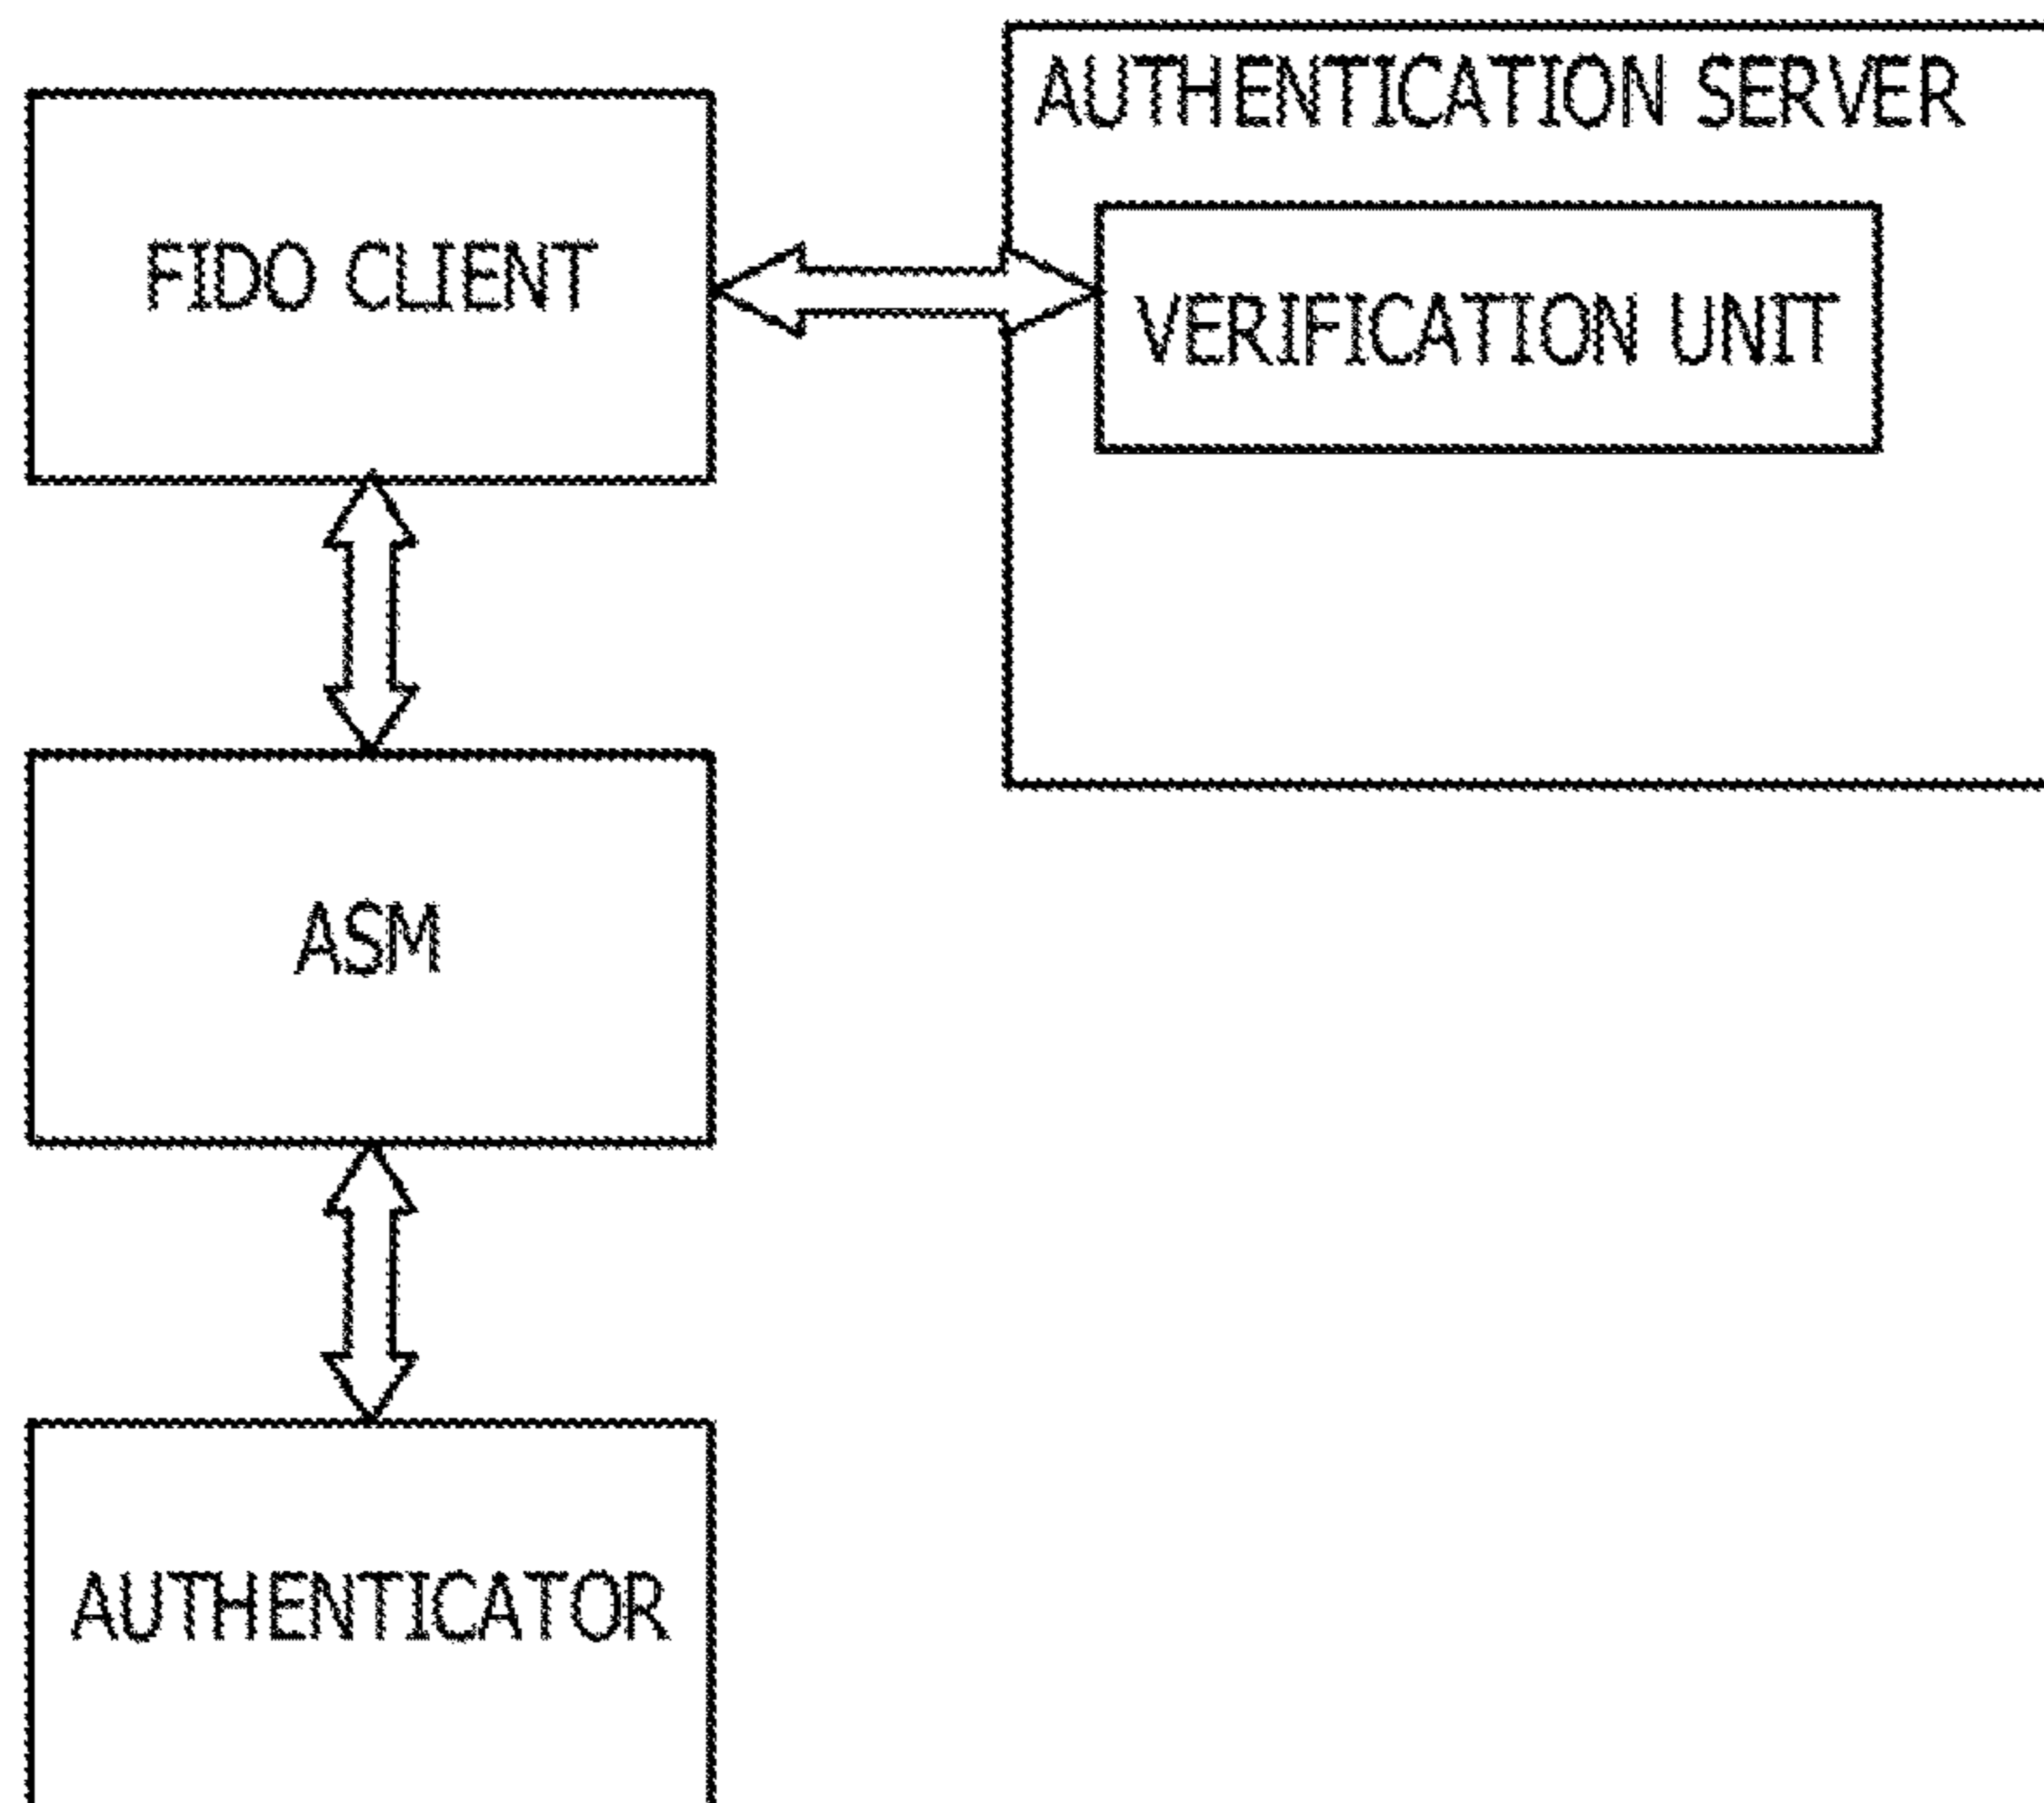 AUTHENTICATION SERVER
FIDO CLIENT
VERIFICATION UNIT
ASM
AUTHENTICATOR